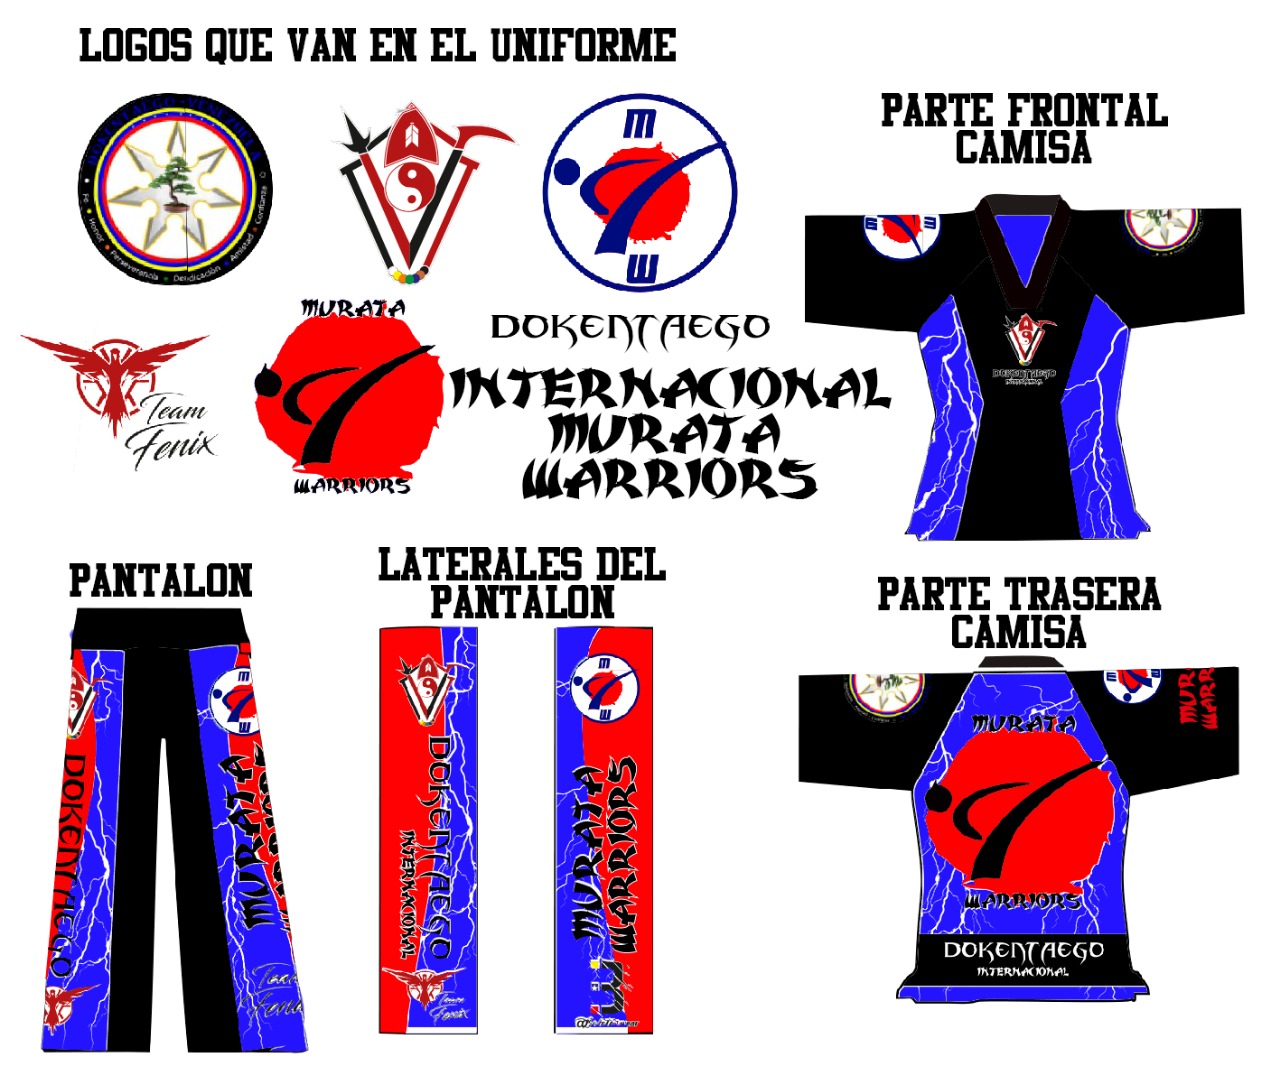 LOGOS QUE VAN EN EL UNIFORME
DOKENTAEGO - VENEZUELA
Fe Honor Perseverancia Dedicación Amistad Confianza
M
W
Team
Fenix
MURATA
WARRIORS
DOKENTAEGO
INTERNACIONAL
MURATA
WARRIORS
PARTE FRONTAL
CAMISA
DOKENTAEGO
PANTALON
DOKENTAEGO
MURATA
WARRIORS
Team
Fenix
LATERALES DEL
PANTALON
DOKENTAEGO
INTERNACIONAL
Team
Fenix
M
W
MURATA
WARRIORS
PARTE TRASERA
CAMISA
MURATA
WARRIORS
MURATA
WARRIORS
DOKENTAEGO
INTERNACIONAL